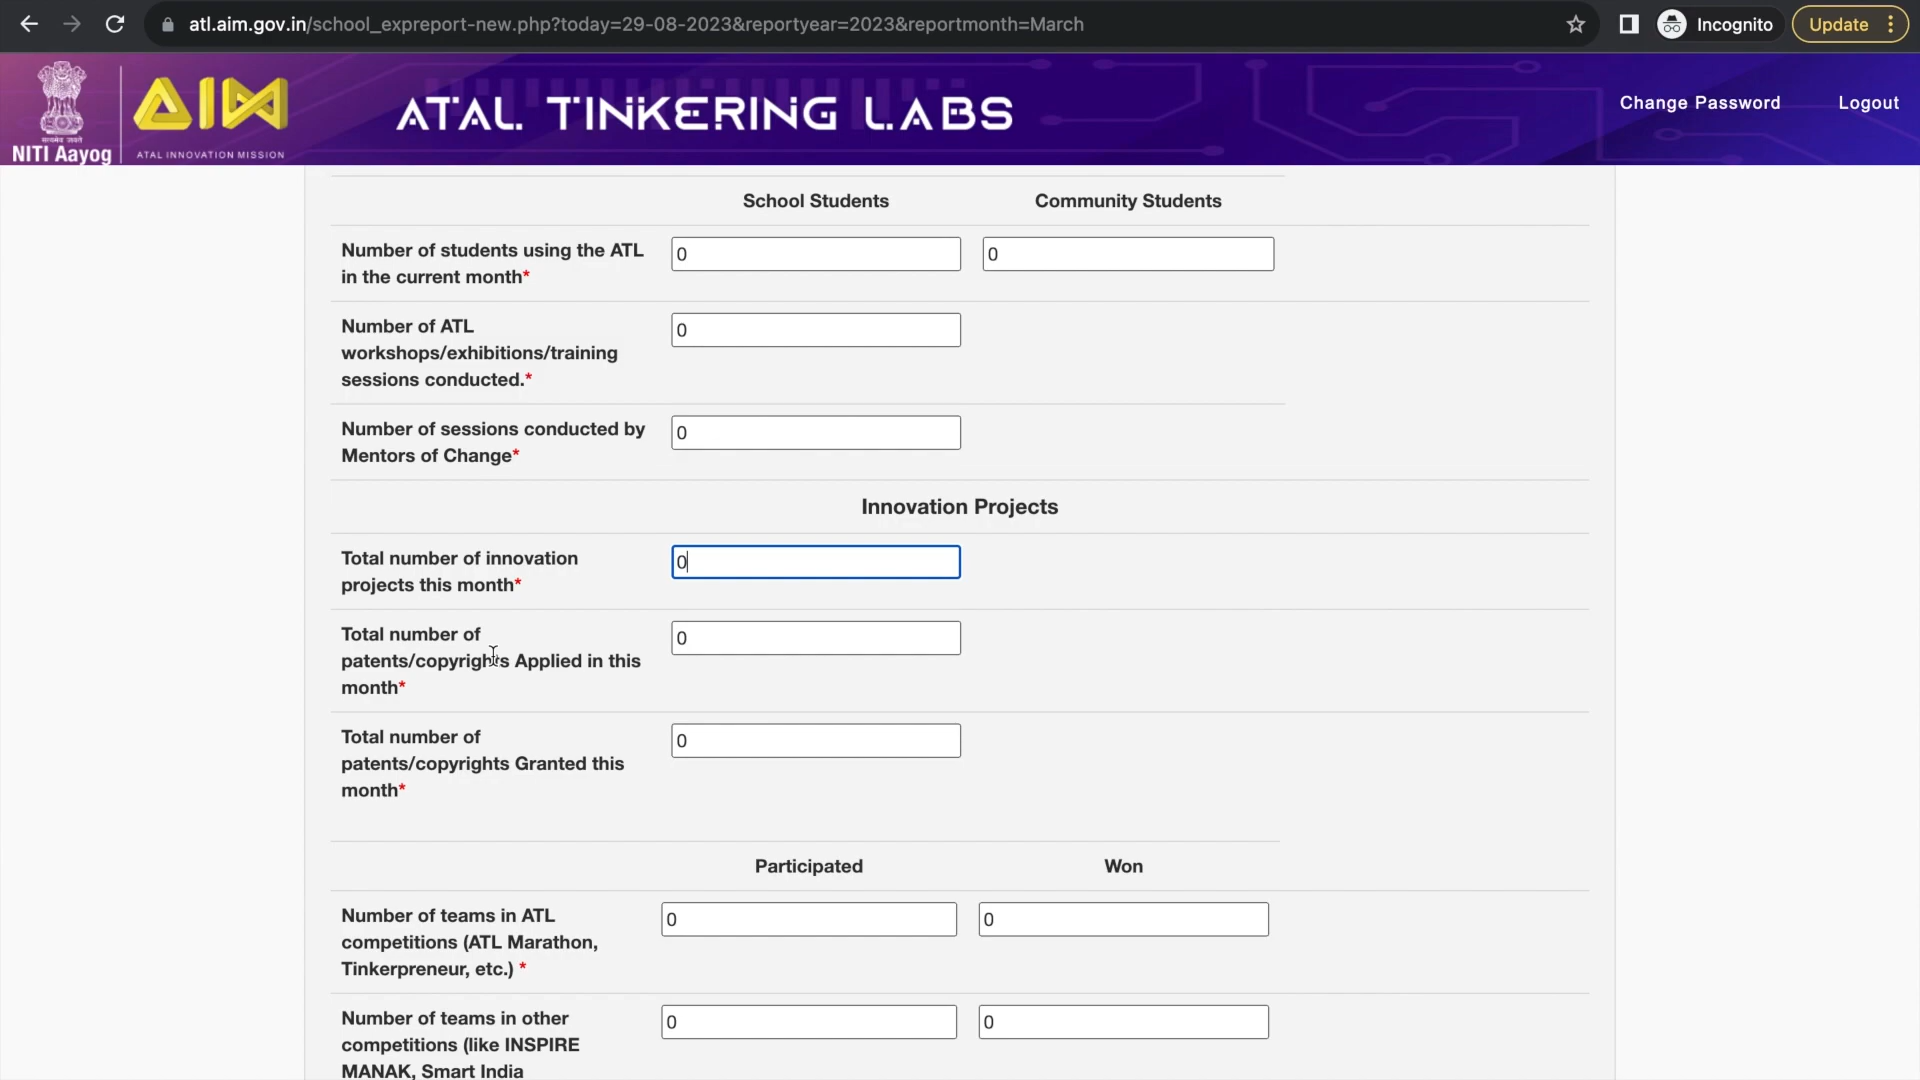 atl.aim.gov.in/school_expreport-new.php?today=29-08-2023&reportyear=2023&reportmonth=March
Incognito
Update
NITI Aayog
AIM
ATAL INNOVATION MISSION
ATAL TINKERING LABS
Change Password
Logout
School Students
Community Students
Number of students using the ATL
in the current month*
0
0
Number of ATL
workshops/exhibitions/training
sessions conducted.*
0
Number of sessions conducted by
Mentors of Change*
0
Innovation Projects
Total number of innovation
projects this month*
0
Total number of
patents/copyrights Applied in this
month*
0
Total number of
patents/copyrights Granted this
month*
0
Participated
Won
Number of teams in ATL
competitions (ATL Marathon,
Tinkerpreneur, etc.) *
0
0
Number of teams in other
competitions (like INSPIRE
MANAK, Smart India
0
0